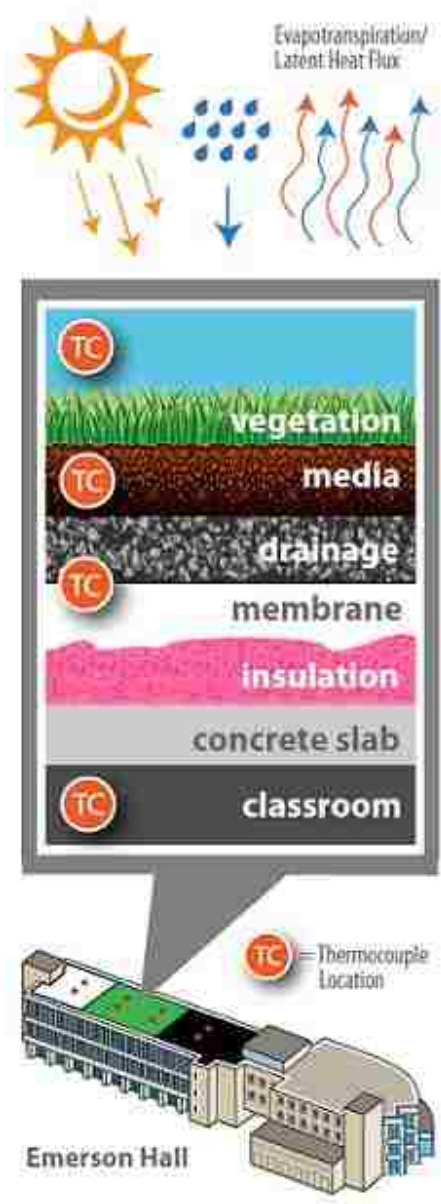 Evapotranspiration/
Latent Heat Flux
TC
vegetation
TC
media
drainage
TC
membrane
insulation
concrete slab
TC
classroom
TC = Thermocouple
Location
Emerson Hall